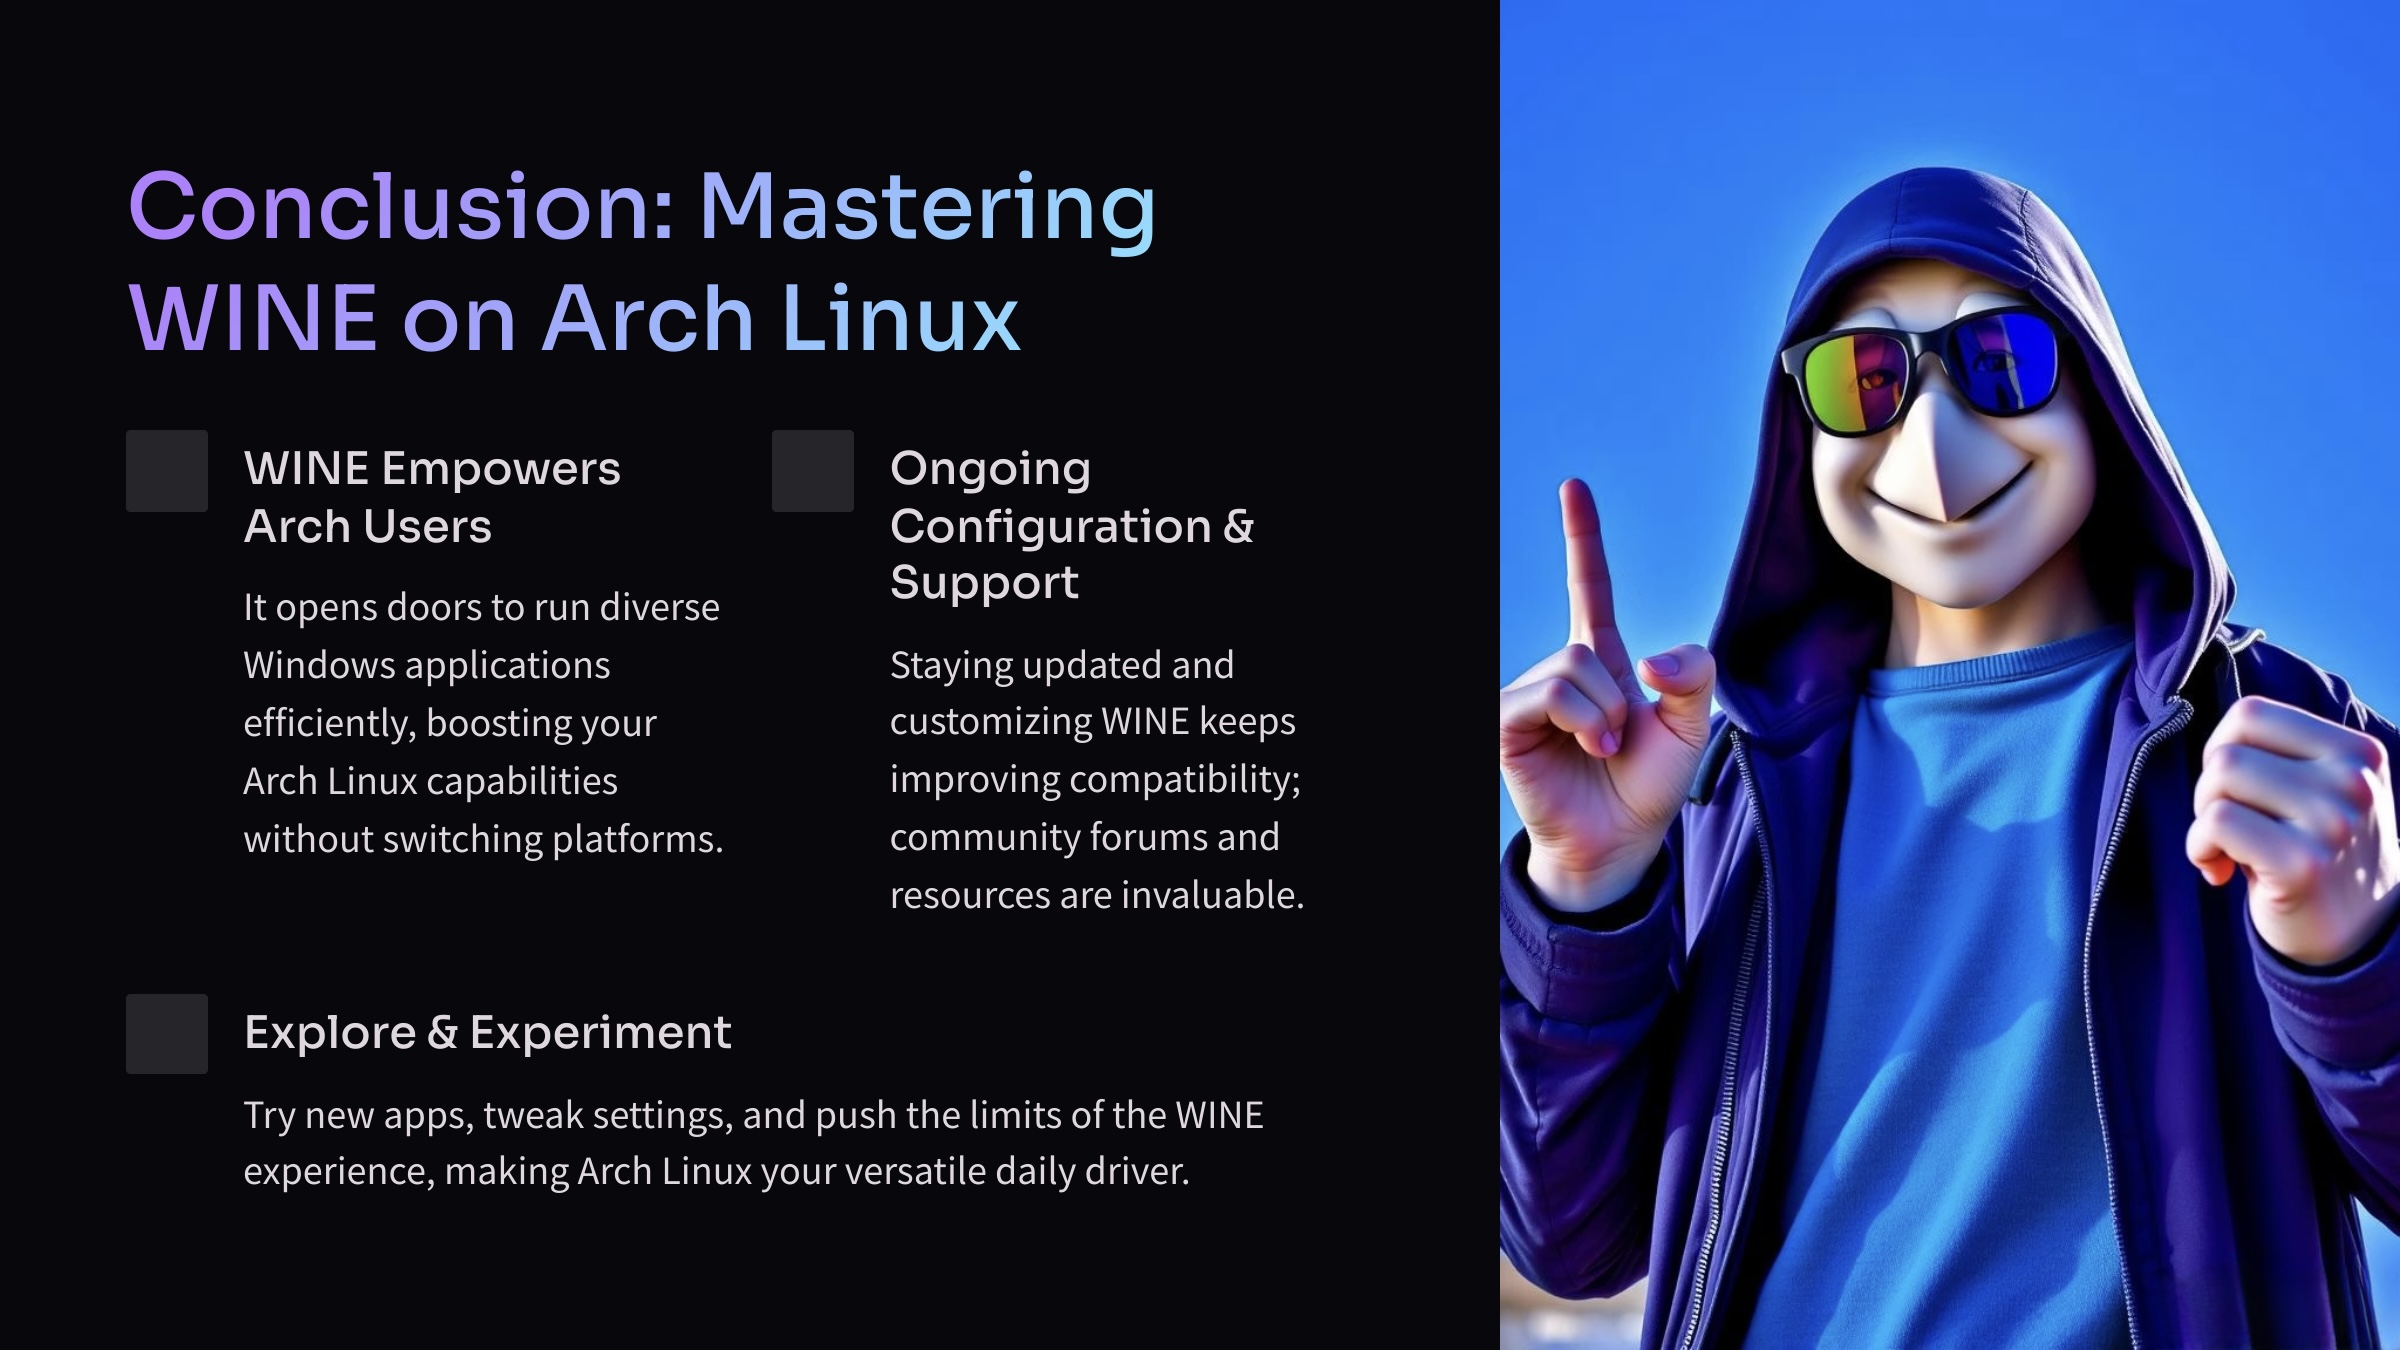 Conclusion: Mastering
WINE on Arch Linux
WINE Empowers
Arch Users
It opens doors to run diverse
Windows applications
efficiently, boosting your
Arch Linux capabilities
without switching platforms.
Ongoing
Configuration &
Support
Staying updated and
customizing WINE keeps
improving compatibility;
community forums and
resources are invaluable.
Explore & Experiment
Try new apps, tweak settings, and push the limits of the WINE
experience, making Arch Linux your versatile daily driver.